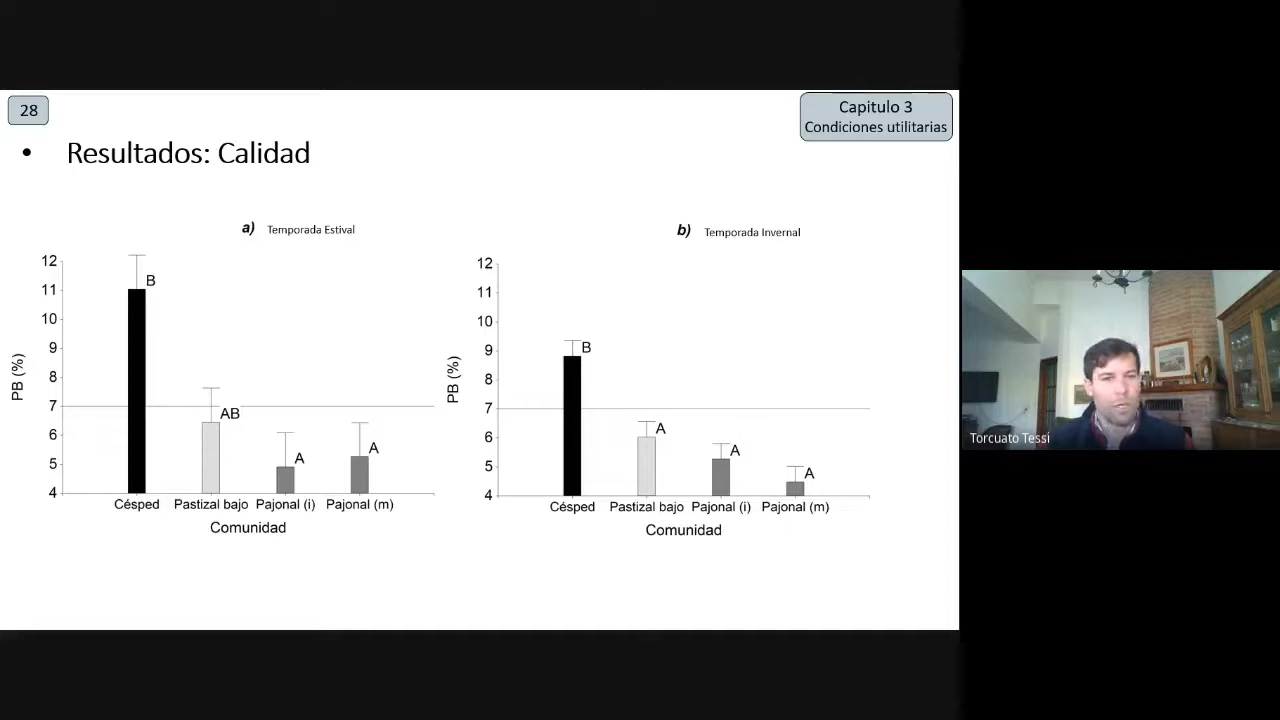 28
Capitulo 3
Condiciones utilitarias
• Resultados: Calidad
a) Temporada Estival
12
11
10
9
8
7
6
5
4
PB (%)
B
AB
A
A
Césped Pastizal bajo Pajonal (i) Pajonal (m)
Comunidad
b) Temporada Invernal
12
11
10
9
8
7
6
5
4
PB (%)
B
A
A
A
Césped Pastizal bajo Pajonal (i) Pajonal (m)
Comunidad
Torcuato Tessi